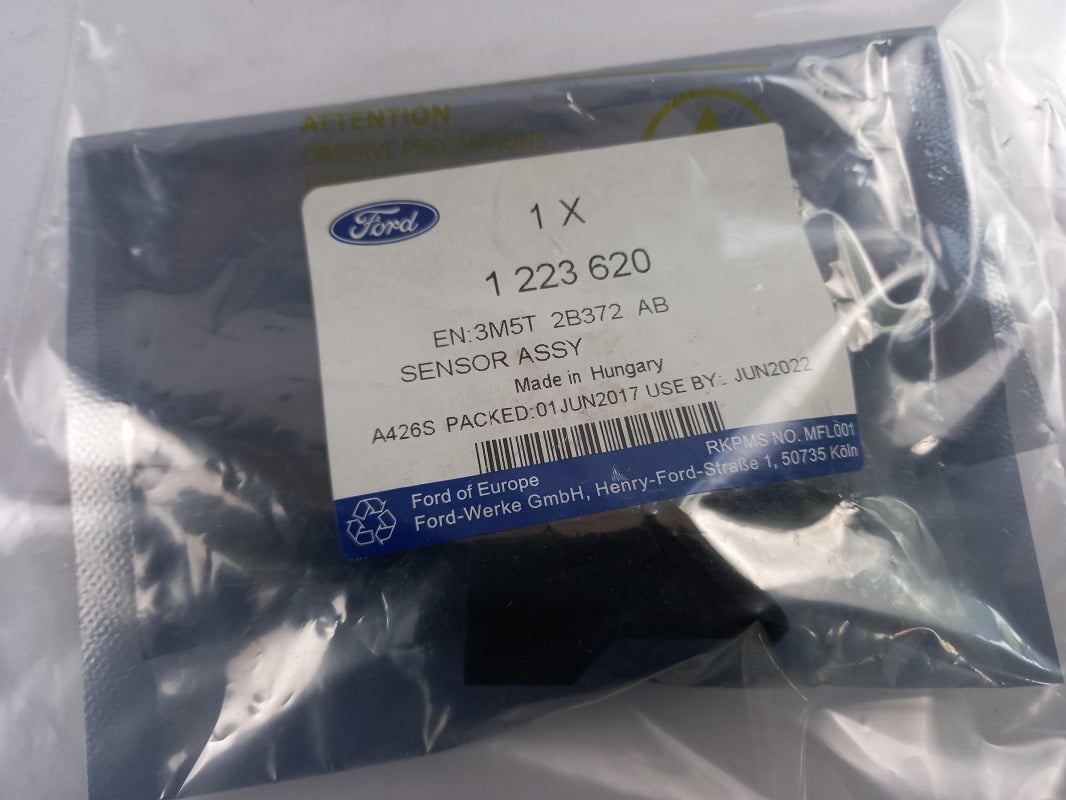 ATTENTION
OBSERVE PRECAUTIONS
Ford
1 X
1 223 620
EN:3M5T 2B372 AB
SENSOR ASSY
Made in Hungary
A426S PACKED:01JUN2017 USE BY: JUN2022
RKPMS NO. MFL001
Ford of Europe
Ford-Werke GmbH, Henry-Ford-Straße 1, 50735 Köln